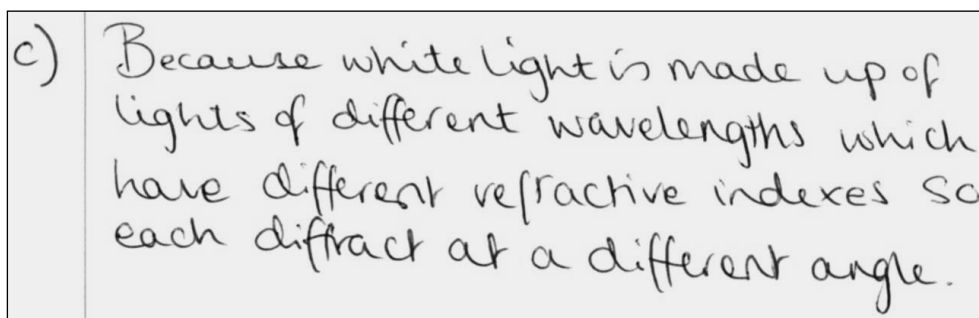 c) Because white light is made up of
lights of different wavelengths which
have different refractive indexes so
each diffract at a different angle.